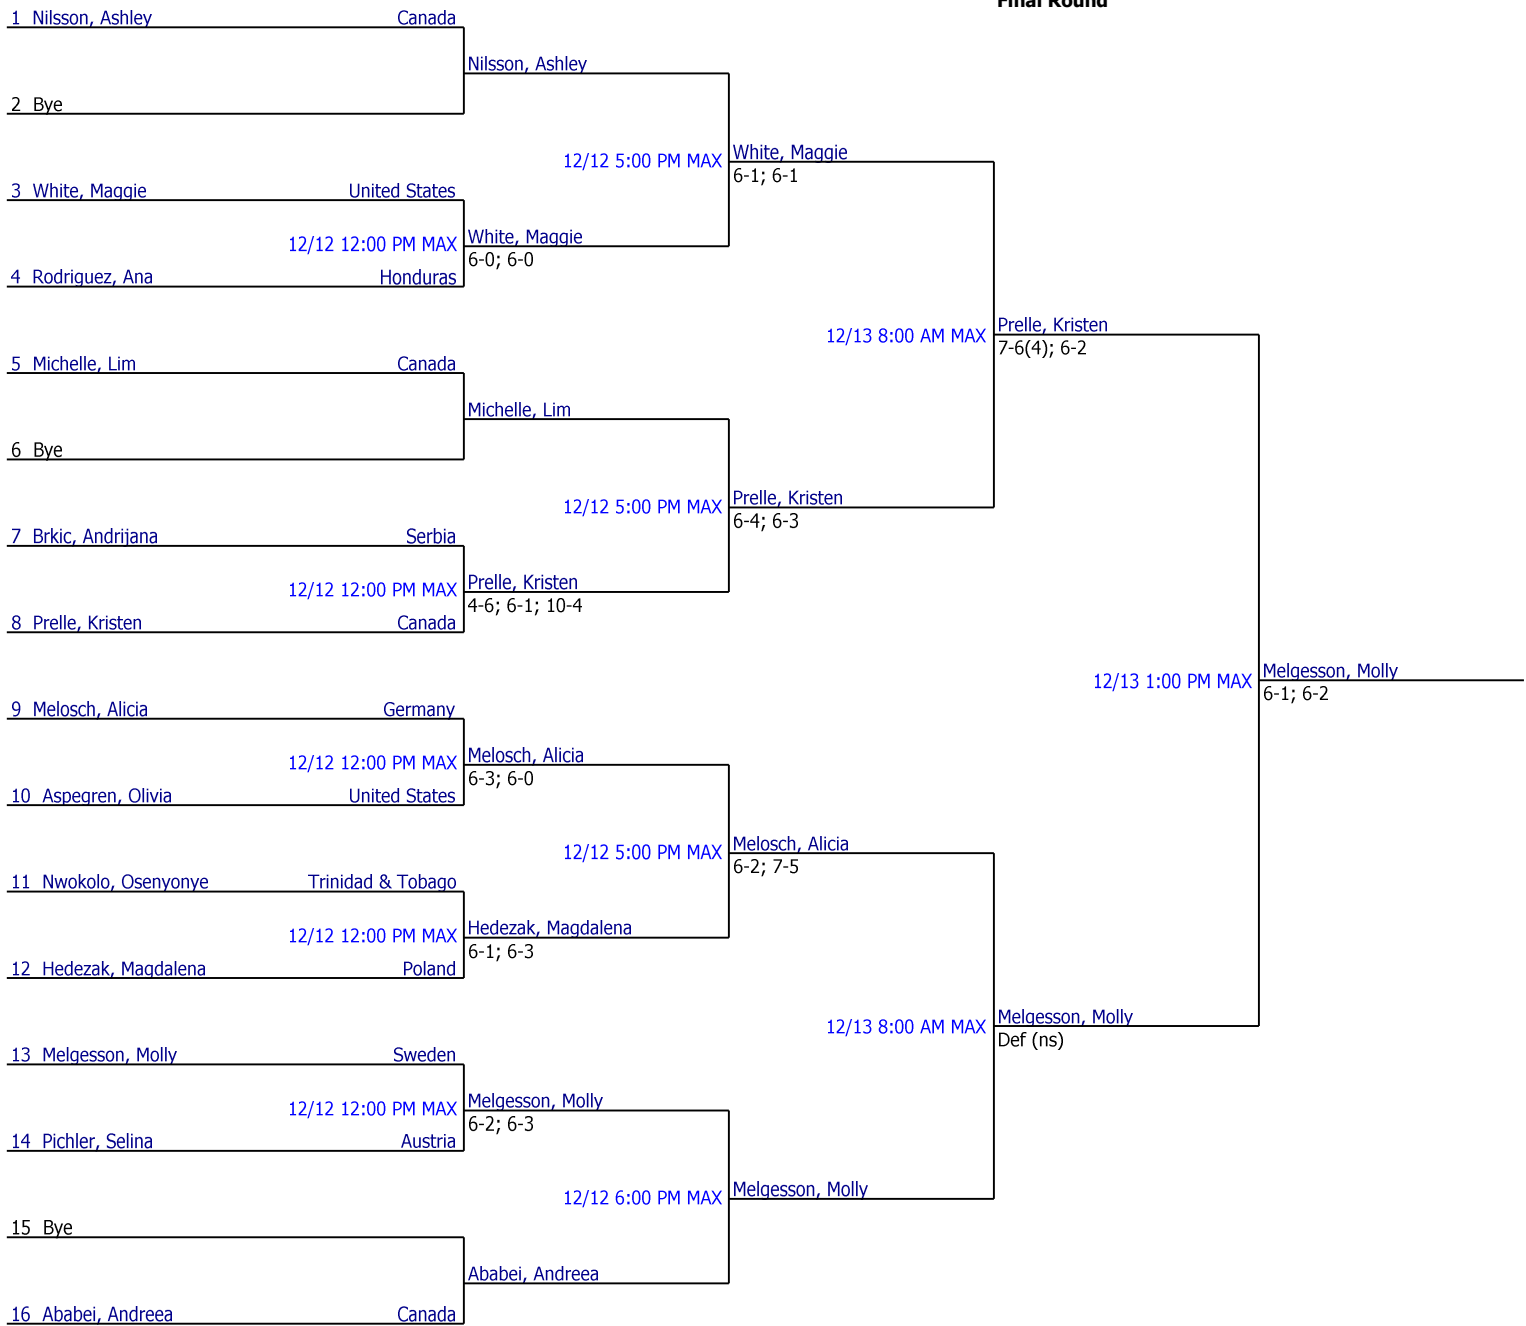 Final Round
1 Nilsson, Ashley Canada
Nilsson, Ashley
2 Bye
12/12 5:00 PM MAX White, Maggie
6-1; 6-1
3 White, Maggie United States
12/12 12:00 PM MAX White, Maggie
6-0; 6-0
4 Rodriguez, Ana Honduras
12/13 8:00 AM MAX Prelle, Kristen
7-6(4); 6-2
5 Michelle, Lim Canada
Michelle, Lim
6 Bye
12/12 5:00 PM MAX Prelle, Kristen
6-4; 6-3
7 Brkic, Andrijana Serbia
12/12 12:00 PM MAX Prelle, Kristen
4-6; 6-1; 10-4
8 Prelle, Kristen Canada
12/13 1:00 PM MAX Melgesson, Molly
6-1; 6-2
9 Melosch, Alicia Germany
12/12 12:00 PM MAX Melosch, Alicia
6-3; 6-0
10 Aspegren, Olivia United States
12/12 5:00 PM MAX Melosch, Alicia
6-2; 7-5
11 Nwokolo, Osenyonye Trinidad & Tobago
12/12 12:00 PM MAX Hedezak, Magdalena
6-1; 6-3
12 Hedezak, Magdalena Poland
12/13 8:00 AM MAX Melgesson, Molly
Def (ns)
13 Melgesson, Molly Sweden
12/12 12:00 PM MAX Melgesson, Molly
6-2; 6-3
14 Pichler, Selina Austria
12/12 6:00 PM MAX Melgesson, Molly
15 Bye
Ababei, Andreea
16 Ababei, Andreea Canada